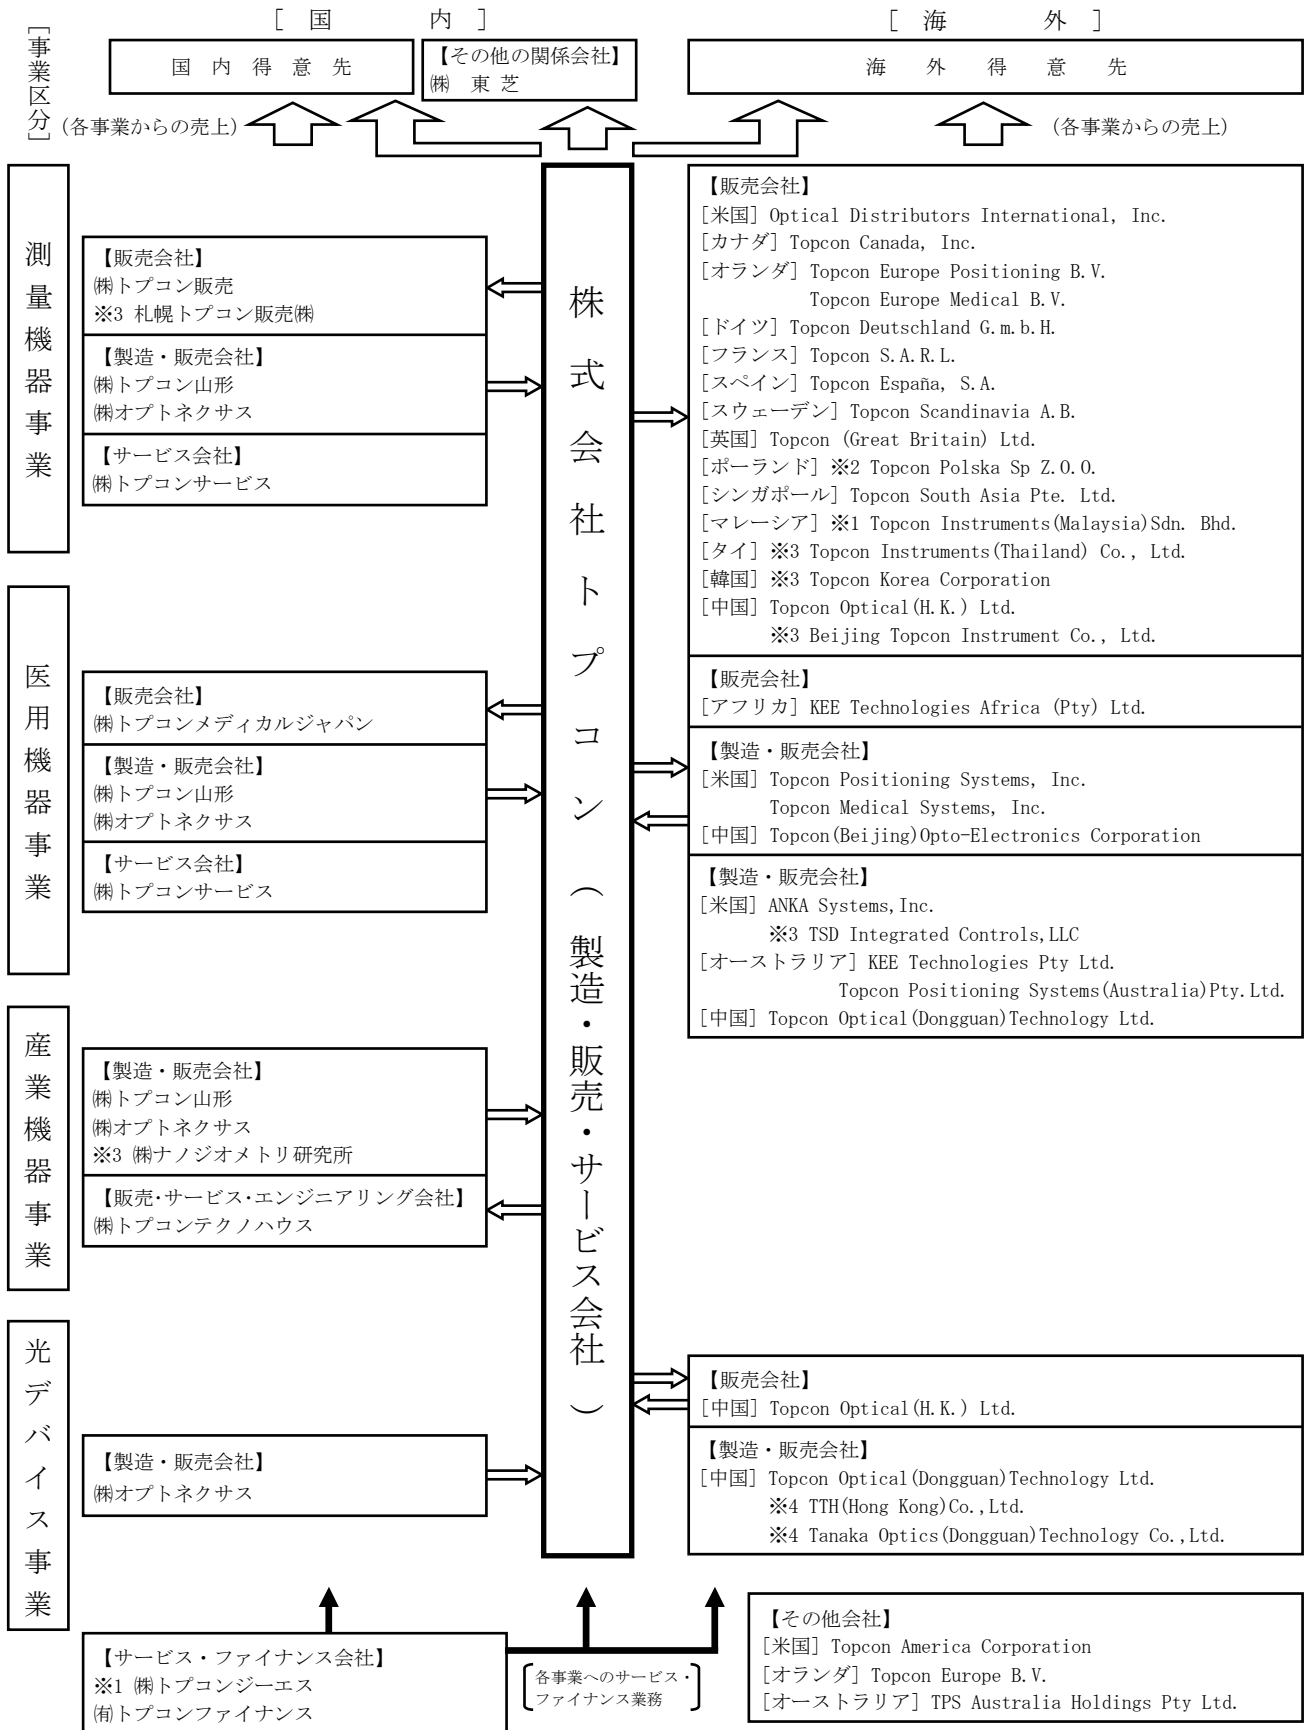 [事業区分]
[ 国 内 ]
[ 海 外 ]
国 内 得 意 先
【その他の関係会社】
㈱ 東 芝
海 外 得 意 先
(各事業からの売上)
(各事業からの売上)
測量機器事業
【販売会社】
㈱トプコン販売
※3 札幌トプコン販売㈱
【製造・販売会社】
㈱トプコン山形
㈱オプトネクサス
【サービス会社】
㈱トプコンサービス
医用機器事業
【販売会社】
㈱トプコンメディカルジャパン
【製造・販売会社】
㈱トプコン山形
㈱オプトネクサス
【サービス会社】
㈱トプコンサービス
産業機器事業
【製造・販売会社】
㈱トプコン山形
㈱オプトネクサス
※3 ㈱ナノジオメトリ研究所
【販売・サービス・エンジニアリング会社】
㈱トプコンテクノハウス
光デバイス事業
【製造・販売会社】
㈱オプトネクサス
株式会社トプコン(製造・販売・サービス会社)
【販売会社】
[米国] Optical Distributors International, Inc.
[カナダ] Topcon Canada, Inc.
[オランダ] Topcon Europe Positioning B.V.
Topcon Europe Medical B.V.
[ドイツ] Topcon Deutschland G.m.b.H.
[フランス] Topcon S.A.R.L.
[スペイン] Topcon España, S.A.
[スウェーデン] Topcon Scandinavia A.B.
[英国] Topcon (Great Britain) Ltd.
[ポーランド] ※2 Topcon Polska Sp Z.O.O.
[シンガポール] Topcon South Asia Pte. Ltd.
[マレーシア] ※1 Topcon Instruments(Malaysia)Sdn. Bhd.
[タイ] ※3 Topcon Instruments(Thailand) Co., Ltd.
[韓国] ※3 Topcon Korea Corporation
[中国] Topcon Optical(H.K.) Ltd.
※3 Beijing Topcon Instrument Co., Ltd.
【販売会社】
[アフリカ] KEE Technologies Africa (Pty) Ltd.
【製造・販売会社】
[米国] Topcon Positioning Systems, Inc.
Topcon Medical Systems, Inc.
[中国] Topcon(Beijing)Opto-Electronics Corporation
【製造・販売会社】
[米国] ANKA Systems,Inc.
※3 TSD Integrated Controls,LLC
[オーストラリア] KEE Technologies Pty Ltd.
Topcon Positioning Systems(Australia)Pty.Ltd.
[中国] Topcon Optical(Dongguan)Technology Ltd.
【販売会社】
[中国] Topcon Optical(H.K.) Ltd.
【製造・販売会社】
[中国] Topcon Optical(Dongguan)Technology Ltd.
※4 TTH(Hong Kong)Co.,Ltd.
※4 Tanaka Optics(Dongguan)Technology Co.,Ltd.
【サービス・ファイナンス会社】
※1 ㈱トプコンジーエス
㈲トプコンファイナンス
各事業へのサービス・
ファイナンス業務
【その他会社】
[米国] Topcon America Corporation
[オランダ] Topcon Europe B.V.
[オーストラリア] TPS Australia Holdings Pty Ltd.